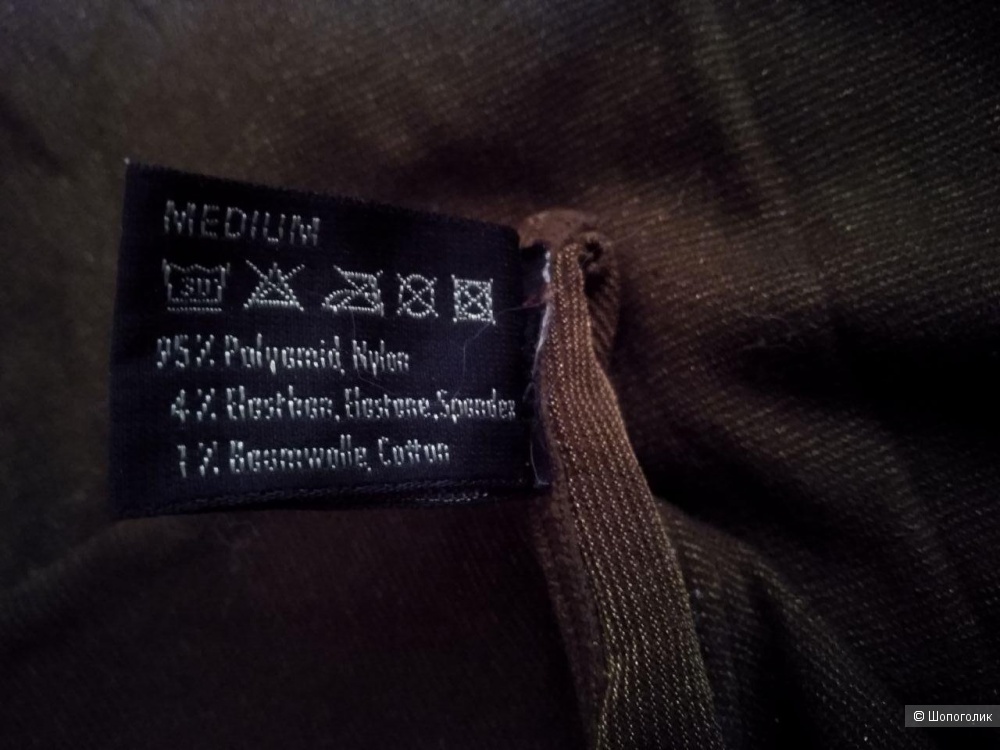 MEDIUM
30
95% Polyamid, Nylon
4% Elasthan, Elastane, Spandex
1% Baumwolle, Cotton
© Шопоголик